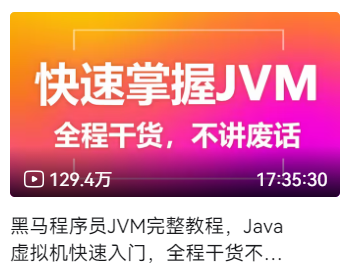 快速掌握JVM
全程干货，不讲废话
129.4万
17:35:30
黑马程序员JVM完整教程，Java
虚拟机快速入门，全程干货不…